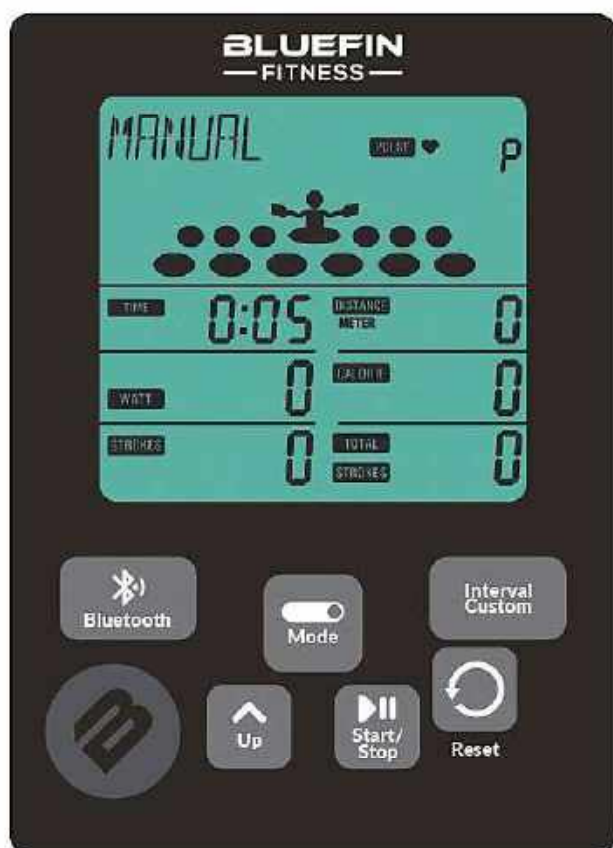 BLUEFIN
FITNESS
MANUAL
PULSE
P
TIME
0:05
DISTANCE
METER
0
WATT
0
CALORIE
0
STROKES
0
TOTAL
STROKES
0
Bluetooth
Mode
Interval
Custom
Up
Start/
Stop
Reset